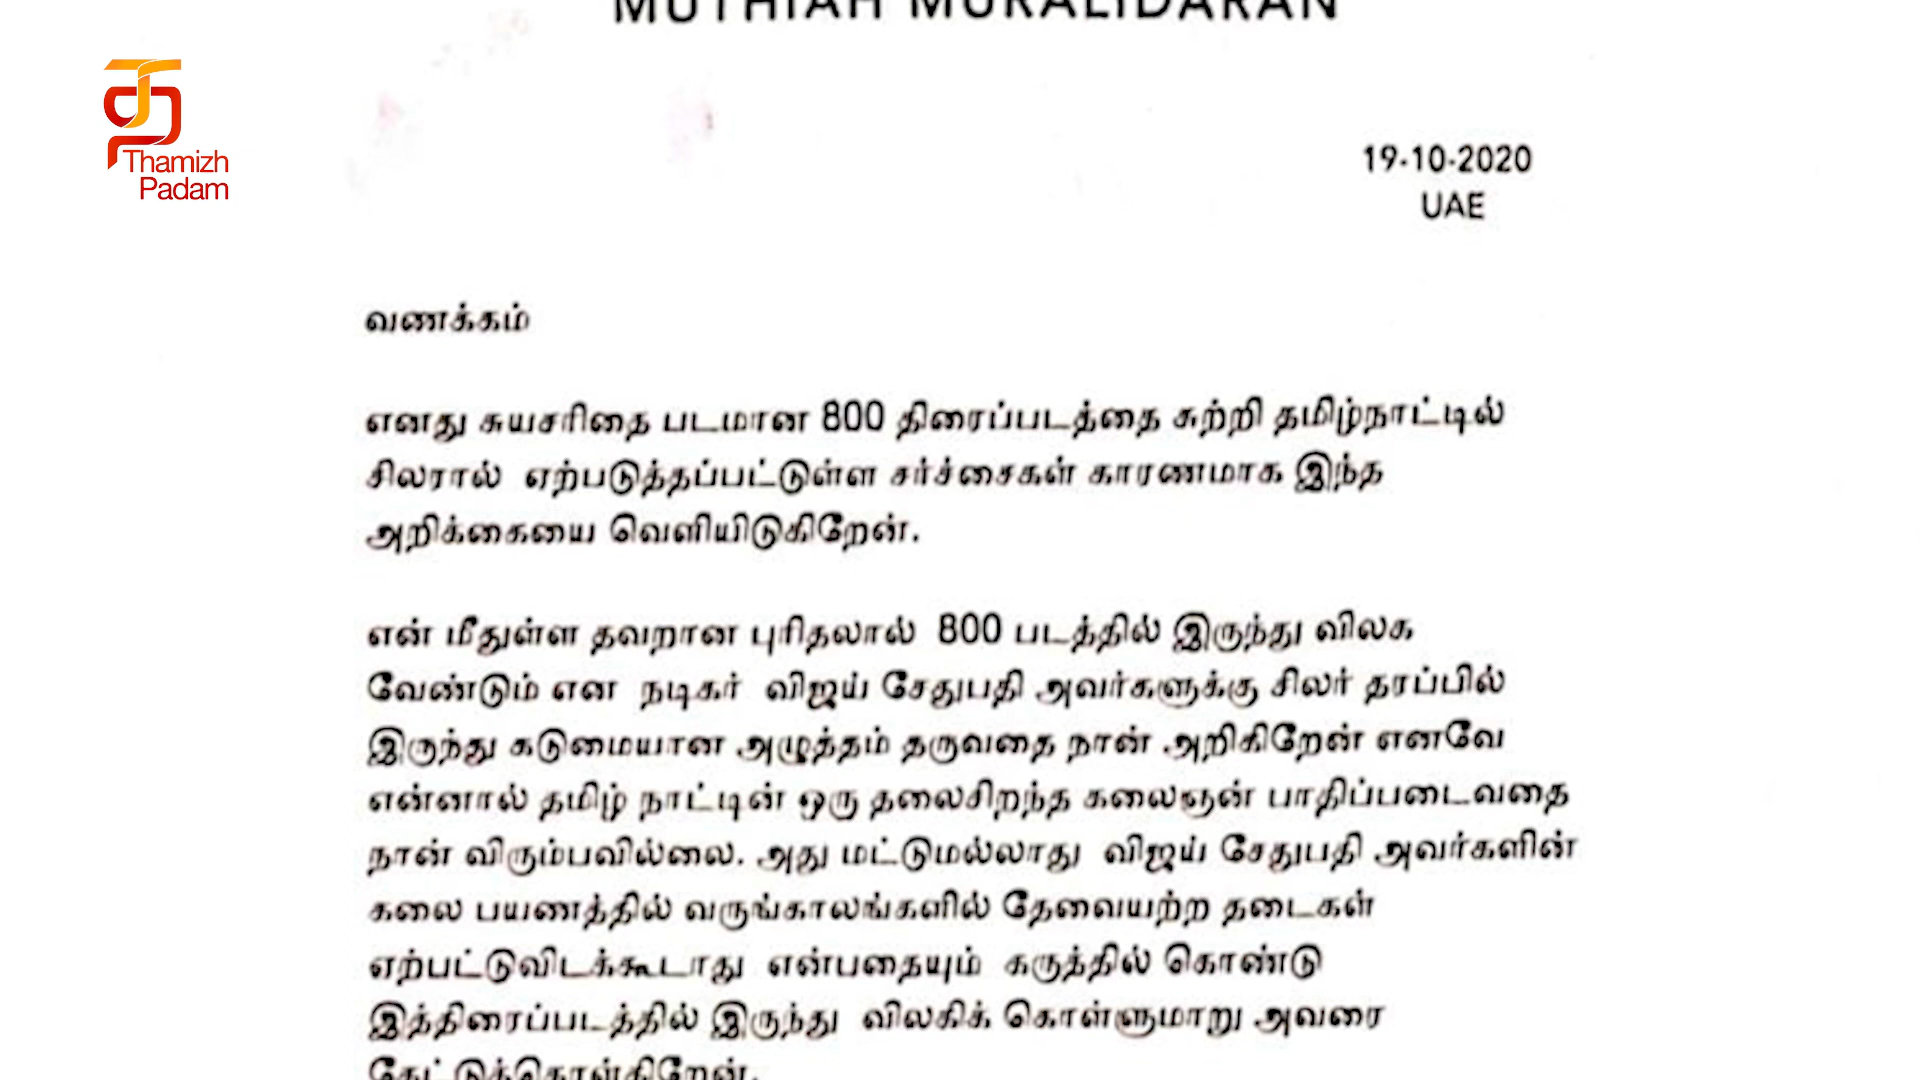 MUTHIAH MURALIDARAN
Thamizh
Padam
19-10-2020
UAE
வணக்கம்
எனது சுயசரிதை படமான 800 திரைப்படத்தை சுற்றி தமிழ்நாட்டில்
சிலரால் ஏற்படுத்தப்பட்டுள்ள சர்ச்சைகள் காரணமாக இந்த
அறிக்கையை வெளியிடுகிறேன்.
என் மீதுள்ள தவறான புரிதலால் 800 படத்தில் இருந்து விலக
வேண்டும் என நடிகர் விஜய் சேதுபதி அவர்களுக்கு சிலர் தரப்பில்
இருந்து கடுமையான அழுத்தம் தருவதை நான் அறிகிறேன் எனவே
என்னால் தமிழ் நாட்டின் ஒரு தலைசிறந்த கலைஞன் பாதிப்படைவதை
நான் விரும்பவில்லை. அது மட்டுமல்லாது விஜய் சேதுபதி அவர்களின்
கலை பயணத்தில் வருங்காலங்களில் தேவையற்ற தடைகள்
ஏற்பட்டுவிடக்கூடாது என்பதையும் கருத்தில் கொண்டு
இத்திரைப்படத்தில் இருந்து விலகிக் கொள்ளுமாறு அவரை
கேட்டுக்கொள்கிறேன்.